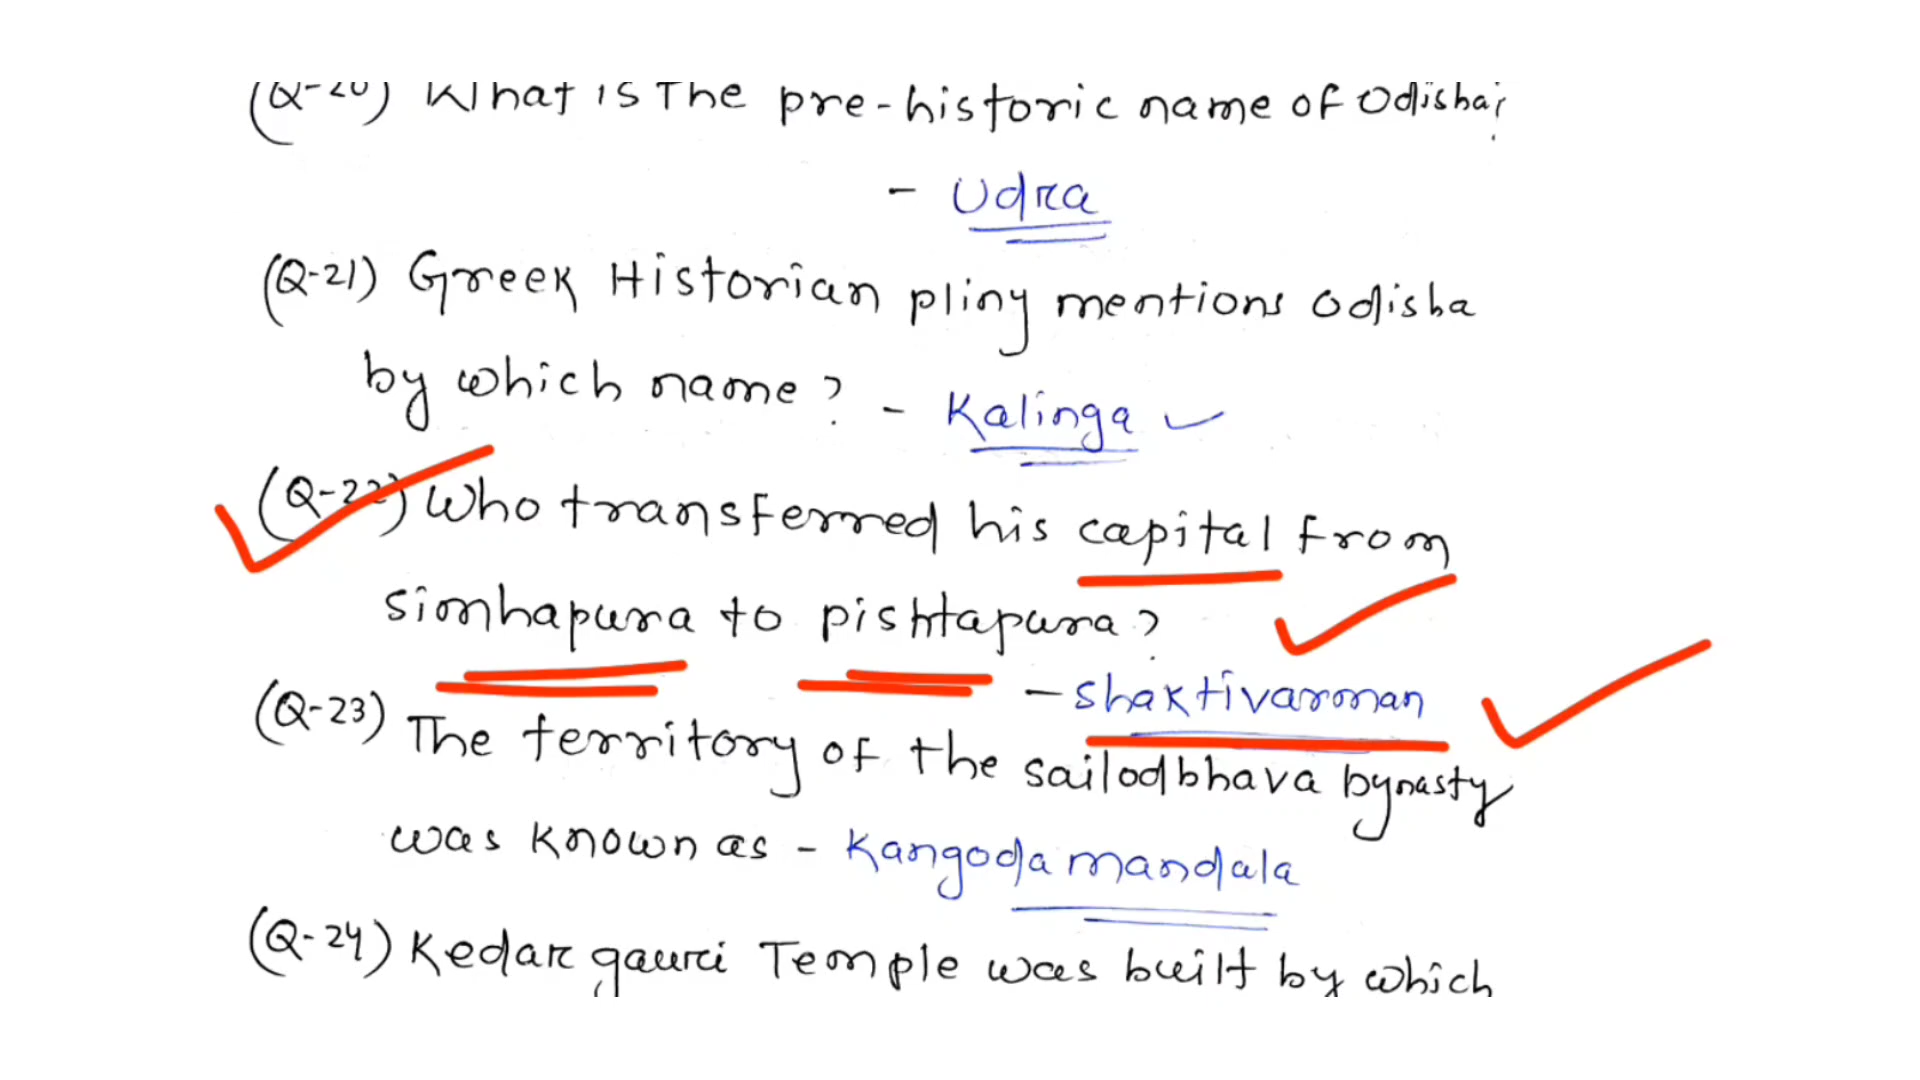 (Q-20) What is The pre-historic name of Odisha?
- Udra
(Q-21) Greek Historian pliny mentions Odisha
by which name? - Kalinga
(Q-22) Who transferred his capital from
simhapura to pishtapura?
- shaktivarman
(Q-23) The territory of the sailodbhava bynasty
was known as - Kangoda mandala
(Q-24) Kedar gauri Temple was built by which